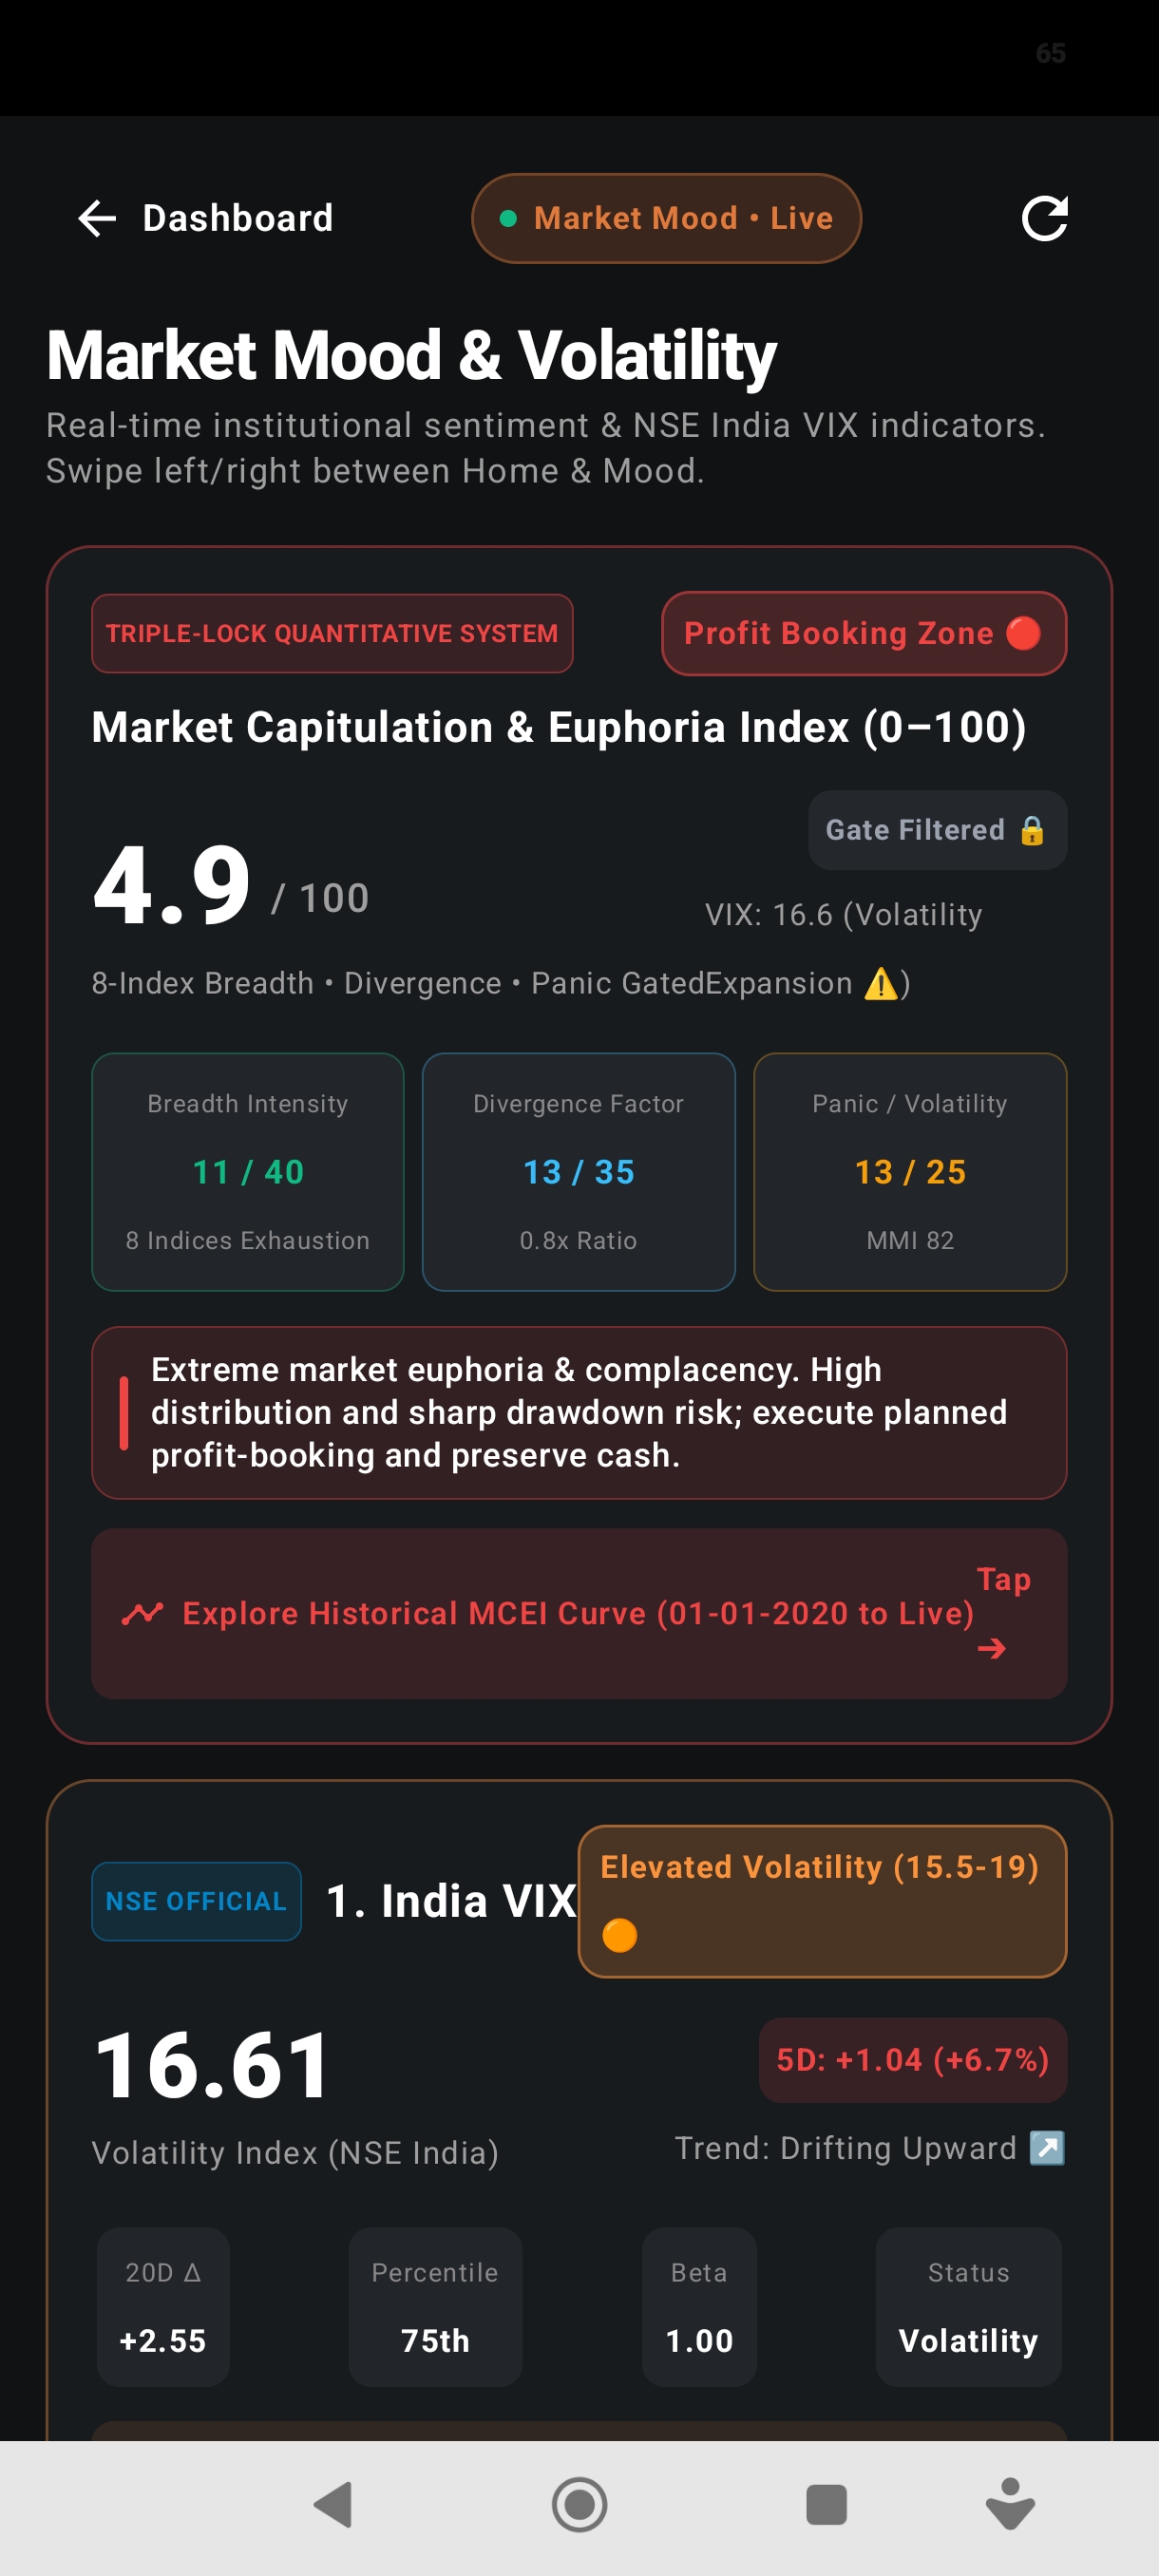 65
Dashboard
Market Mood • Live
Market Mood & Volatility
Real-time institutional sentiment & NSE India VIX indicators.
Swipe left/right between Home & Mood.
TRIPLE-LOCK QUANTITATIVE SYSTEM
Profit Booking Zone 🔴
Market Capitulation & Euphoria Index (0–100)
4.9 / 100
Gate Filtered 🔒
VIX: 16.6 (Volatility
8-Index Breadth • Divergence • Panic Gated
Expansion ⚠️)
Breadth Intensity
11 / 40
8 Indices Exhaustion
Divergence Factor
13 / 35
0.8x Ratio
Panic / Volatility
13 / 25
MMI 82
Extreme market euphoria & complacency. High
distribution and sharp drawdown risk; execute planned
profit-booking and preserve cash.
Explore Historical MCEI Curve (01-01-2020 to Live)
Tap
→
NSE OFFICIAL
1. India VIX
Elevated Volatility (15.5-19)
🟠
16.61
Volatility Index (NSE India)
5D: +1.04 (+6.7%)
Trend: Drifting Upward ↗️
20D Δ
+2.55
Percentile
75th
Beta
1.00
Status
Volatility